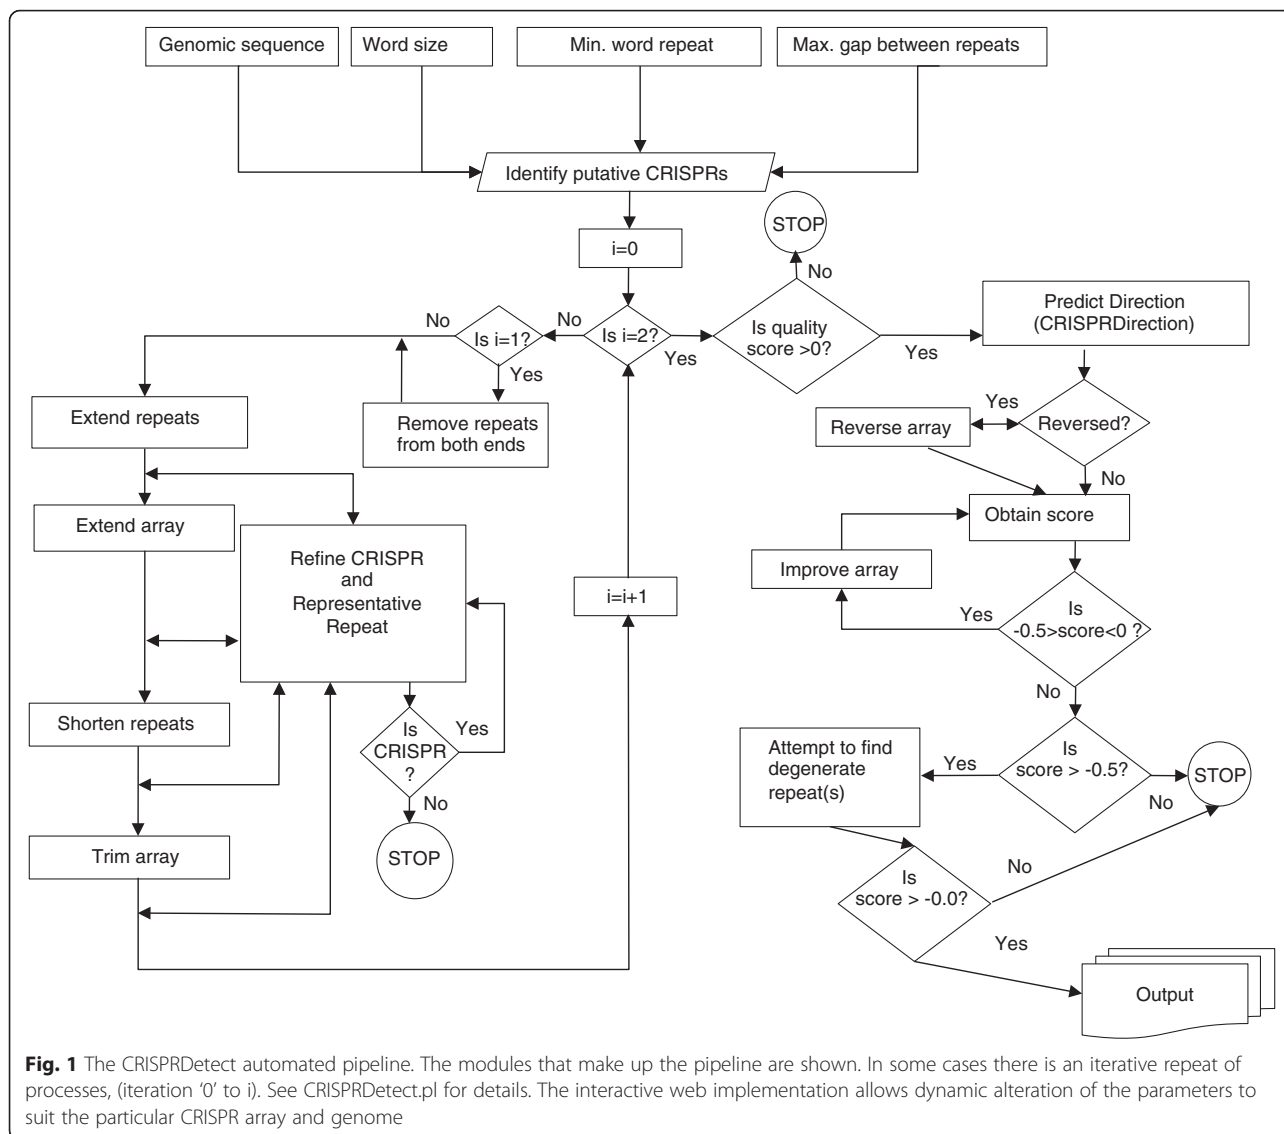 Genomic sequence
Word size
Min. word repeat
Max. gap between repeats
Identify putative CRISPRs
STOP
i=0
No
Predict Direction
(CRISPRDirection)
No
Is i=1?
No
Is i=2?
Yes
Is quality
score >0?
Yes
Yes
Extend repeats
Remove repeats
from both ends
Yes
Reverse array
Reversed?
No
Extend array
Obtain score
Refine CRISPR
and
Representative
Repeat
i=i+1
Improve array
Yes
Is
-0.5>score<0 ?
No
Shorten repeats
Is
CRISPR
?
Yes
No
Attempt to find
degenerate
repeat(s)
Yes
Is
score > -0.5?
No
STOP
Trim array
STOP
Is
score > -0.0?
No
Yes
Output
Fig. 1 The CRISPRDetect automated pipeline. The modules that make up the pipeline are shown. In some cases there is an iterative repeat of
processes, (iteration '0' to i). See CRISPRDetect.pl for details. The interactive web implementation allows dynamic alteration of the parameters to
suit the particular CRISPR array and genome